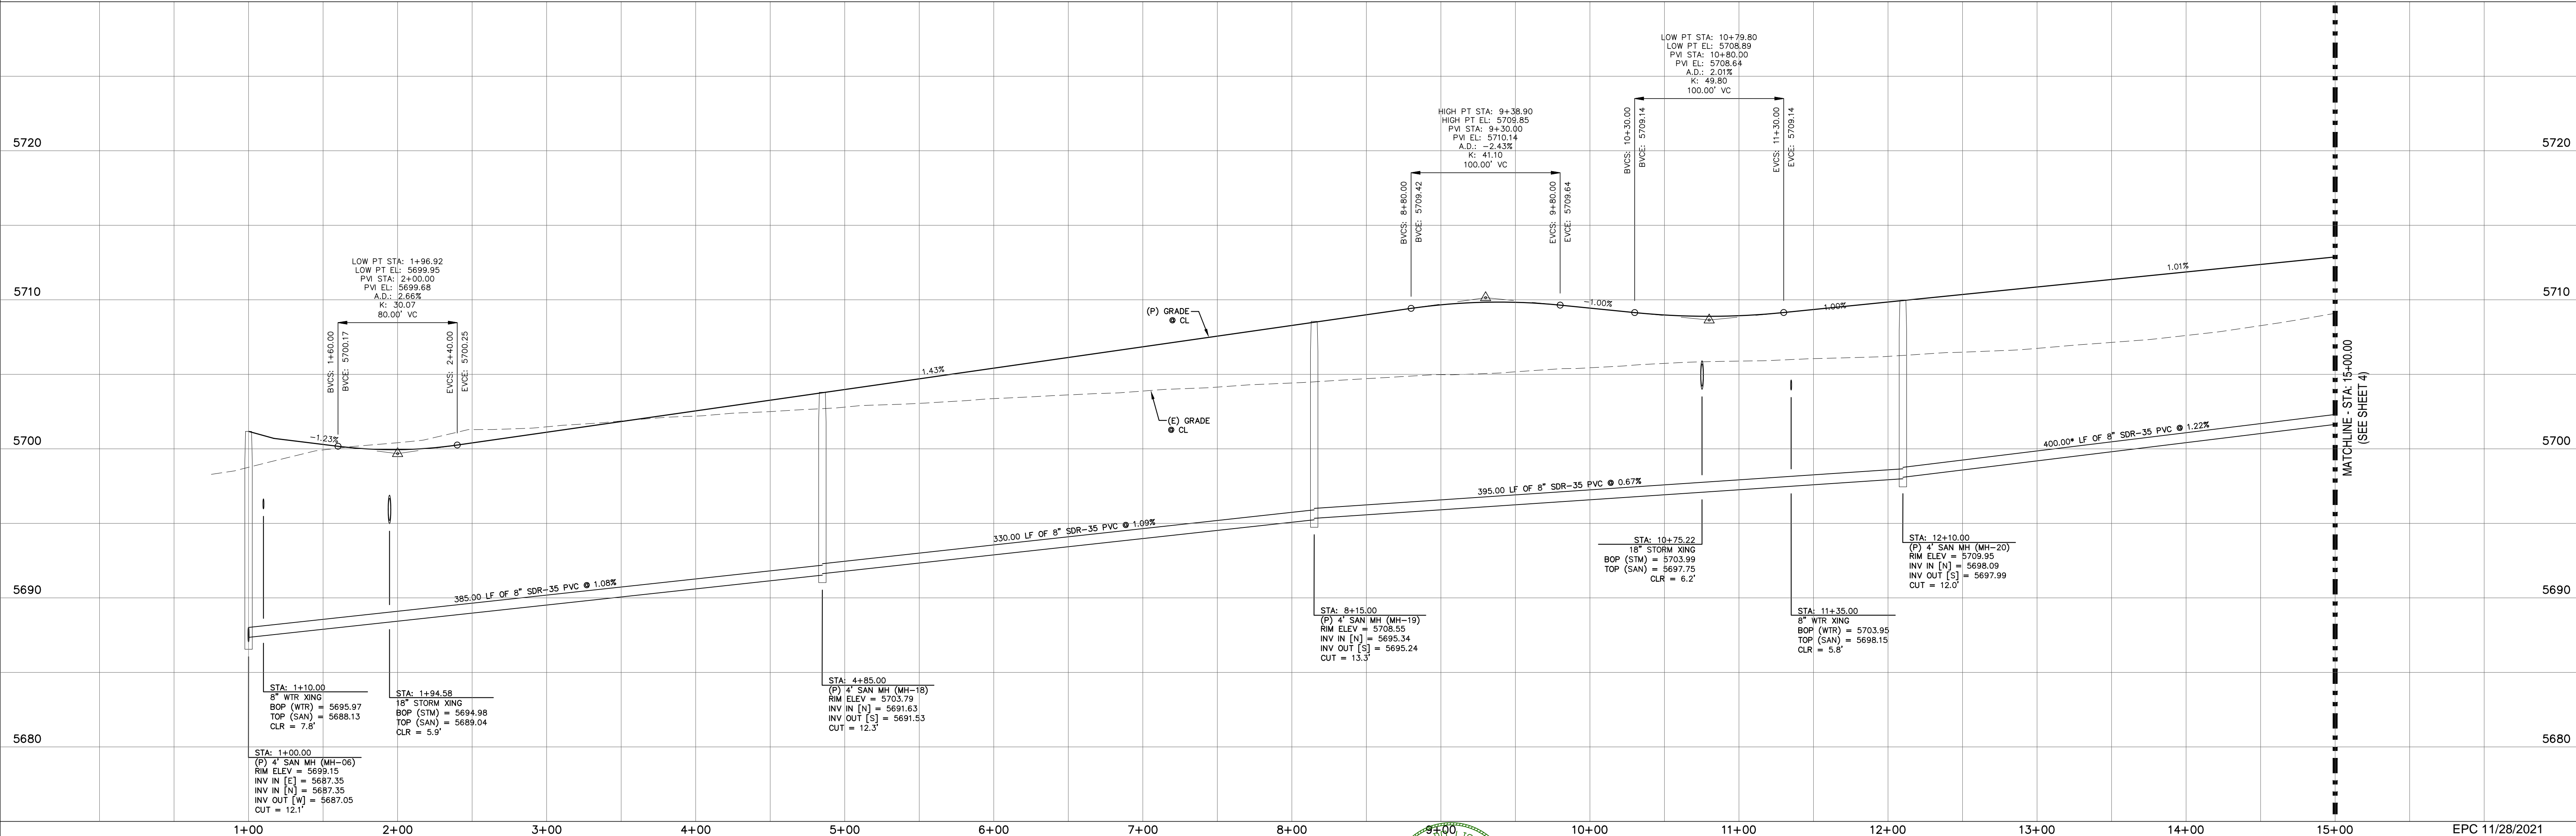 LOW PT STA: 10+79.80
LOW PT EL: 5708.89
PVI STA: 10+80.00
PVI EL: 5708.64
A.D.: 2.01%
K: 49.80
100.00' VC
BVCS: 10+30.00
BVCE: 5709.14
EVCS: 11+30.00
EVCE: 5709.14
HIGH PT STA: 9+38.90
HIGH PT EL: 5709.85
PVI STA: 9+30.00
PVI EL: 5710.14
A.D.: -2.43%
K: 41.10
100.00' VC
BVCS: 8+80.00
BVCE: 5709.42
EVCS: 9+80.00
EVCE: 5709.64
5720
5720
LOW PT STA: 1+96.92
LOW PT EL: 5699.95
PVI STA: 2+00.00
PVI EL: 5699.68
A.D.: 2.66%
K: 30.07
80.00' VC
BVCS: 1+60.00
BVCE: 5700.17
EVCS: 2+40.00
EVCE: 5700.25
5710
5710
(P) GRADE
@ CL
-1.00%
1.00%
1.01%
1.43%
-1.23%
(E) GRADE
@ CL
MATCHLINE - STA: 15+00.00
(SEE SHEET 4)
5700
5700
400.00* LF OF 8" SDR-35 PVC @ 1.22%
395.00 LF OF 8" SDR-35 PVC @ 0.67%
330.00 LF OF 8" SDR-35 PVC @ 1.09%
385.00 LF OF 8" SDR-35 PVC @ 1.08%
5690
5690
STA: 10+75.22
18" STORM XING
BOP (STM) = 5703.99
TOP (SAN) = 5697.75
CLR = 6.2'
STA: 12+10.00
(P) 4' SAN MH (MH-20)
RIM ELEV = 5709.95
INV IN [N] = 5698.09
INV OUT [S] = 5697.99
CUT = 12.0'
STA: 8+15.00
(P) 4' SAN MH (MH-19)
RIM ELEV = 5708.55
INV IN [N] = 5695.34
INV OUT [S] = 5695.24
CUT = 13.3'
STA: 11+35.00
8" WTR XING
BOP (WTR) = 5703.95
TOP (SAN) = 5698.15
CLR = 5.8'
STA: 4+85.00
(P) 4' SAN MH (MH-18)
RIM ELEV = 5703.79
INV IN [N] = 5691.63
INV OUT [S] = 5691.53
CUT = 12.3'
STA: 1+10.00
8" WTR XING
BOP (WTR) = 5695.97
TOP (SAN) = 5688.13
CLR = 7.8'
STA: 1+94.58
18" STORM XING
BOP (STM) = 5694.98
TOP (SAN) = 5689.04
CLR = 5.9'
5680
5680
STA: 1+00.00
(P) 4' SAN MH (MH-06)
RIM ELEV = 5699.15
INV IN [E] = 5687.35
INV IN [N] = 5687.35
INV OUT [W] = 5687.05
CUT = 12.1'
1+00 2+00 3+00 4+00 5+00 6+00 7+00 8+00 9+00 10+00 11+00 12+00 13+00 14+00 15+00
EPC 11/28/2021